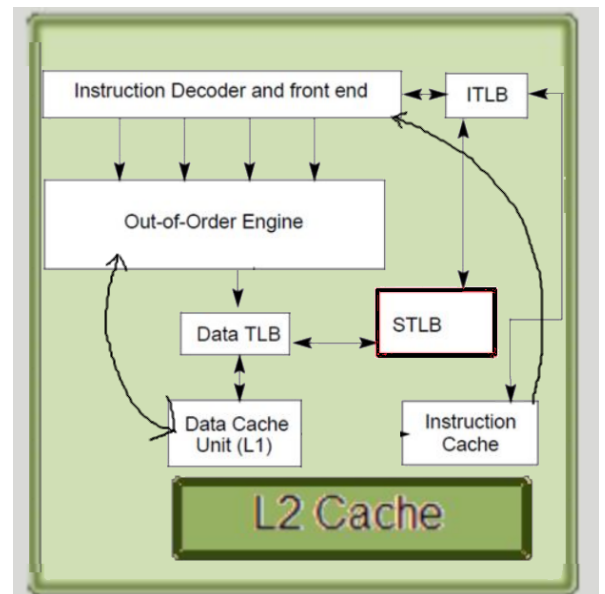 Instruction Decoder and front end
ITLB
Out-of-Order Engine
Data TLB
STLB
Data Cache
Unit (L1)
Instruction
Cache
L2 Cache